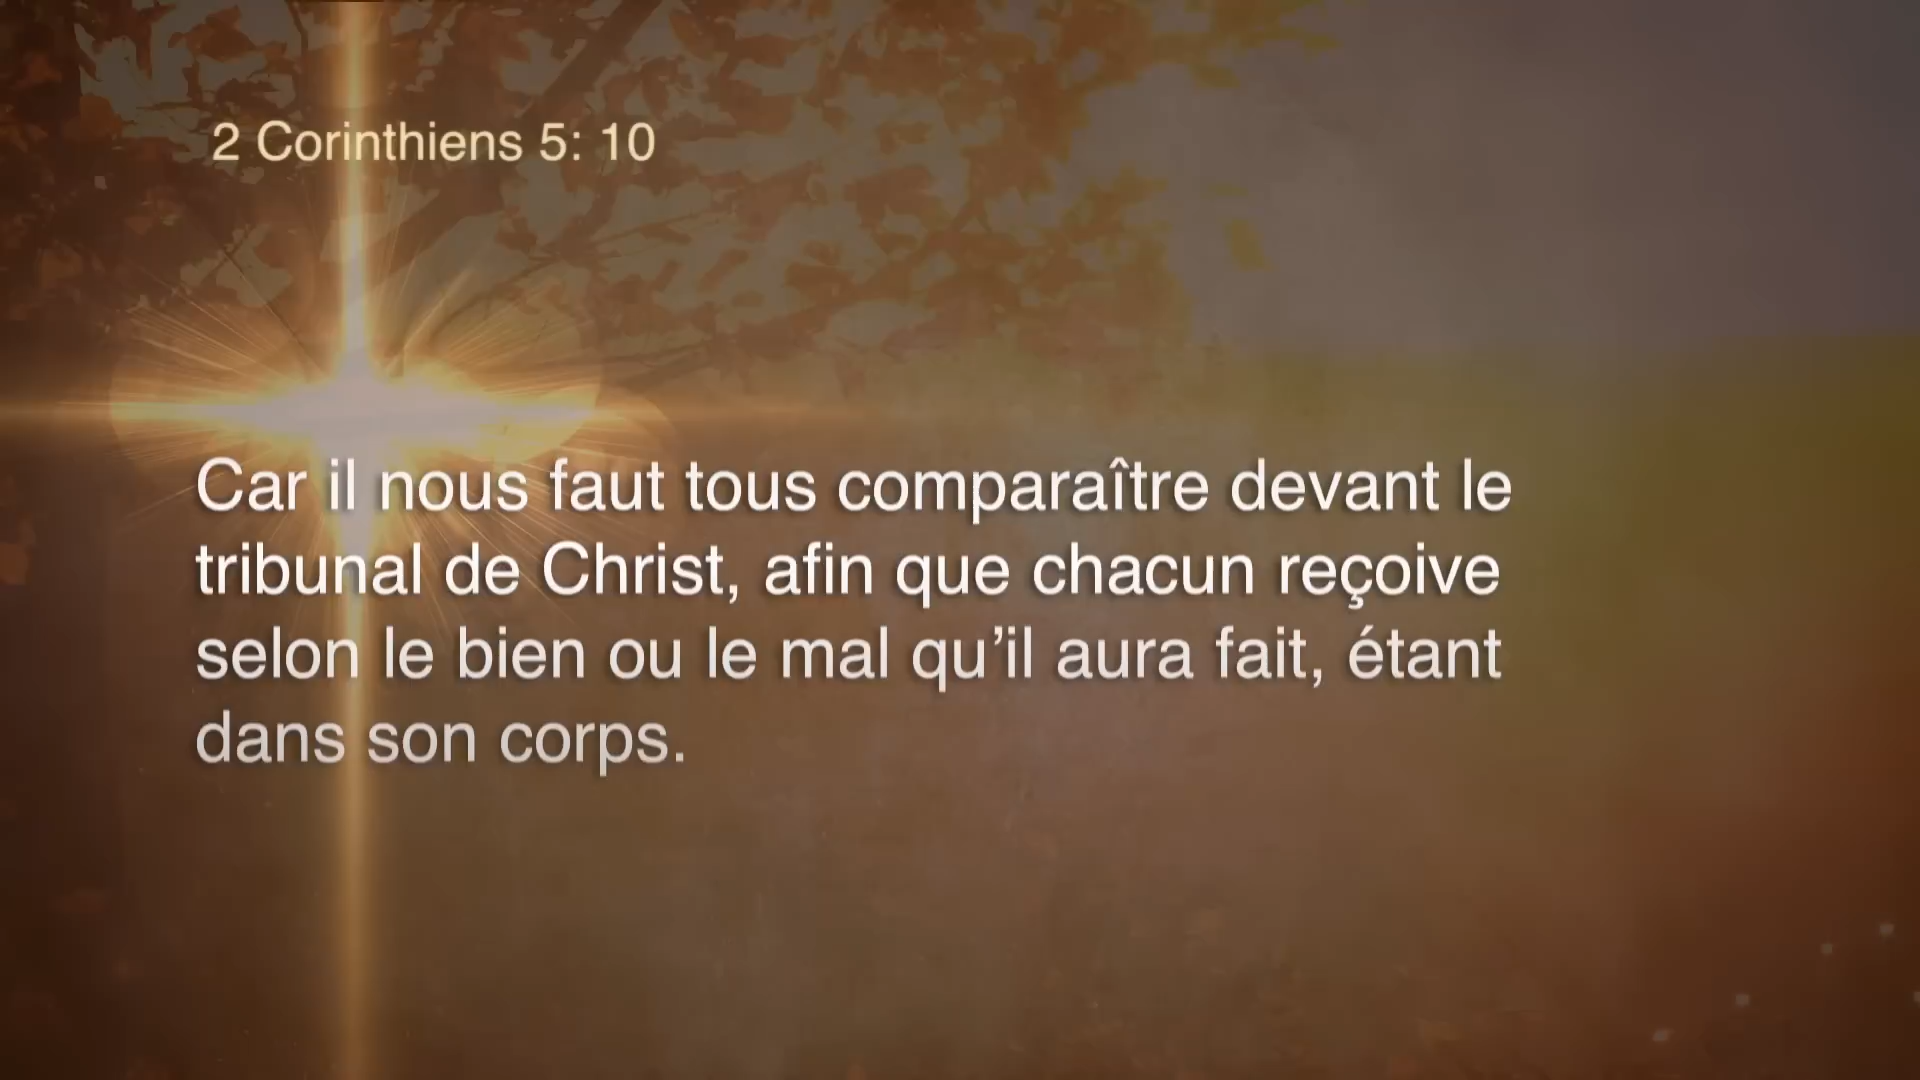 2 Corinthiens 5: 10
Car il nous faut tous comparaître devant le
tribunal de Christ, afin que chacun reçoive
selon le bien ou le mal qu’il aura fait, étant
dans son corps.